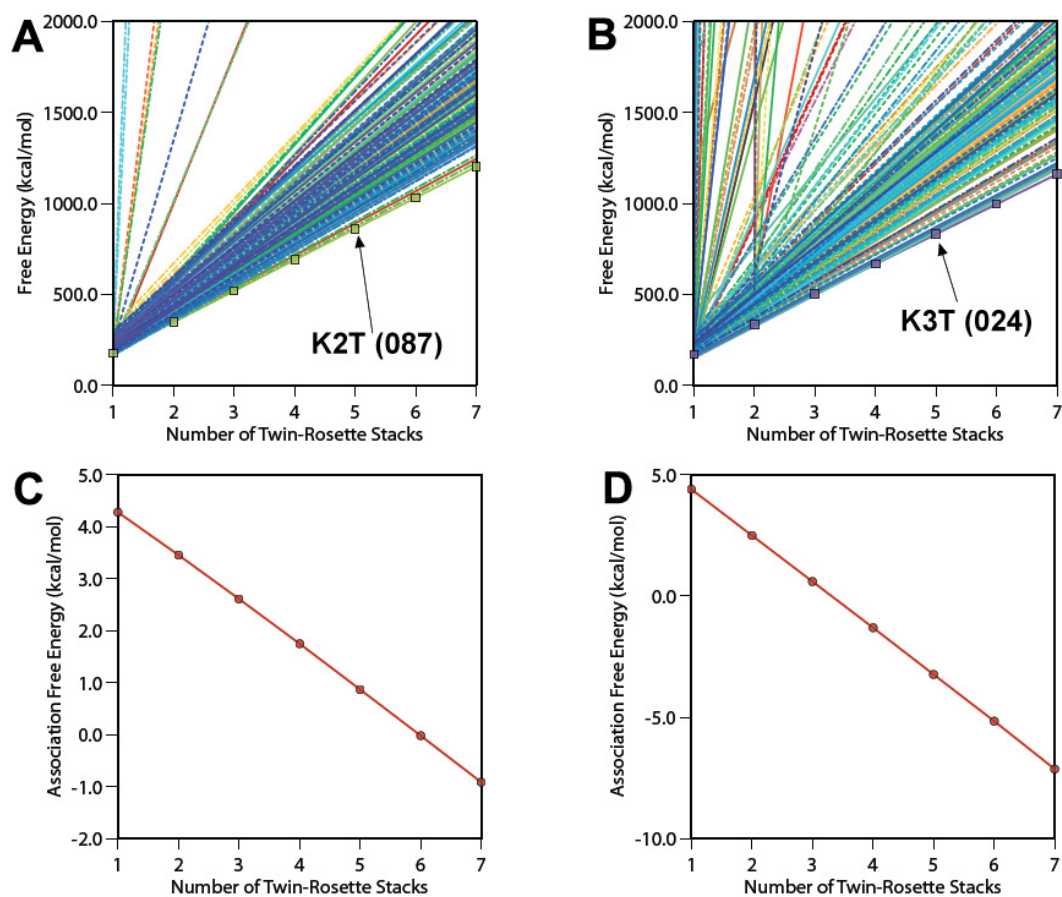 A
2000.0
1500.0
1000.0
500.0
0.0
Free Energy (kcal/mol)
K2T (087)
1 2 3 4 5 6 7
Number of Twin-Rosette Stacks
B
2000.0
1500.0
1000.0
500.0
0.0
Free Energy (kcal/mol)
K3T (024)
1 2 3 4 5 6 7
Number of Twin-Rosette Stacks
C
5.0
4.0
3.0
2.0
1.0
0.0
-1.0
-2.0
Association Free Energy (kcal/mol)
1 2 3 4 5 6 7
Number of Twin-Rosette Stacks
D
5.0
0.0
-5.0
-10.0
Association Free Energy (kcal/mol)
1 2 3 4 5 6 7
Number of Twin-Rosette Stacks